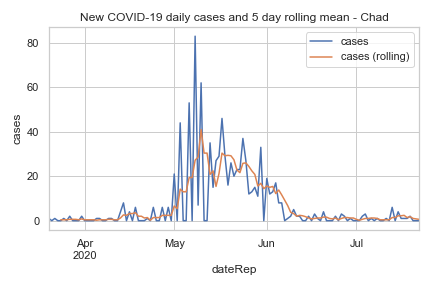 New COVID-19 daily cases and 5 day rolling mean - Chad
cases
cases (rolling)
80
60
40
20
0
cases
Apr
2020
May
Jun
Jul
dateRep